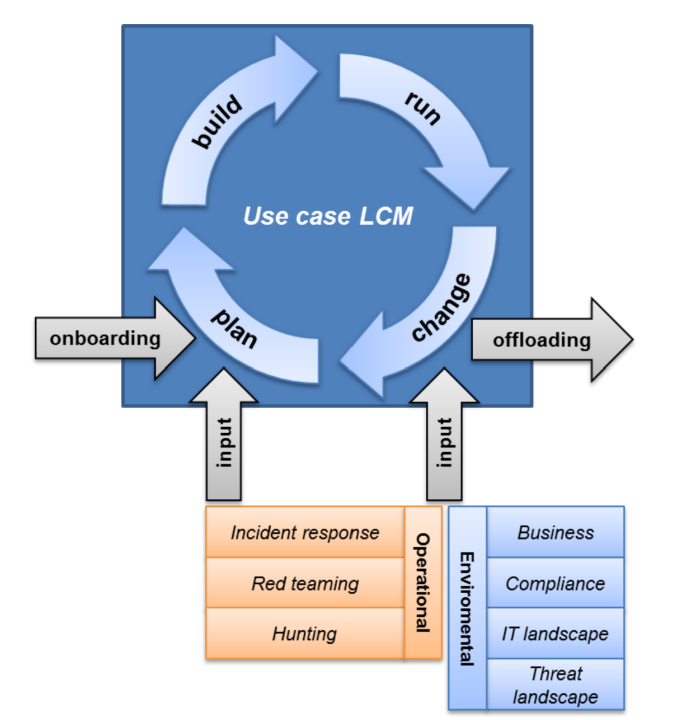 build
run
Use case LCM
plan
change
onboarding
offloading
input
input
Incident response
Red teaming
Hunting
Operational
Enviromental
Business
Compliance
IT landscape
Threat
landscape